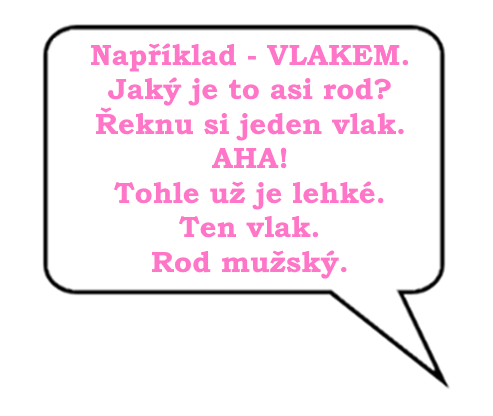 Například - VLAKEM.
Jaký je to asi rod?
Řeknu si jeden vlak.
AHA!
Tohle už je lehké.
Ten vlak.
Rod mužský.